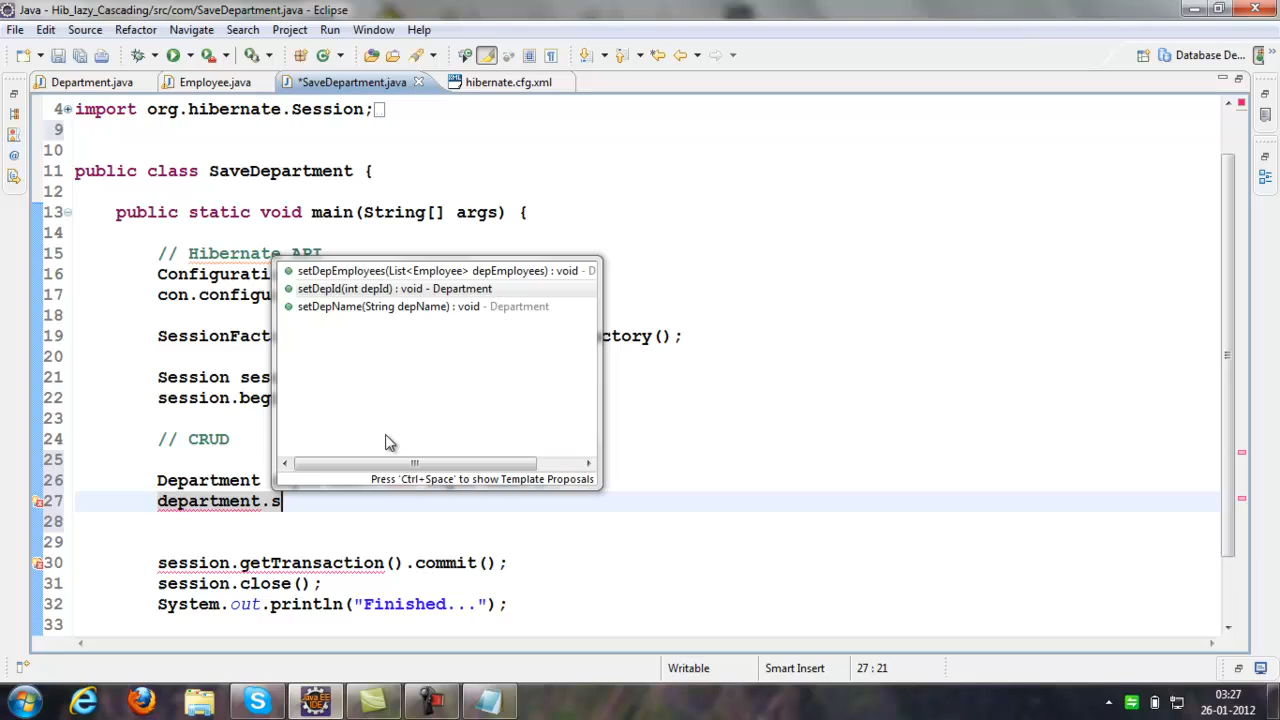 Java - Hib_lazy_Cascading/src/com/SaveDepartment.java - Eclipse
File Edit Source Refactor Navigate Search Project Run Window Help
Database De...
Department.java Employee.java *SaveDepartment.java hibernate.cfg.xml
4 import org.hibernate.Session;
9
10
11 public class SaveDepartment {
12
13 public static void main(String[] args) {
14
15 // Hibernate API
16 Configurati
17 con.configu
18
19 SessionFact ctory();
20
21 Session ses
22 session.beg
23
24 // CRUD
25
26 Department
27 department.s
28
29
30 session.getTransaction().commit();
31 session.close();
32 System.out.println("Finished...");
33
setDepEmployees(List<Employee> depEmployees) : void - D
setDepId(int depId) : void - Department
setDepName(String depName) : void - Department
Press 'Ctrl+Space' to show Template Proposals
Writable Smart Insert 27 : 21
03:27
26-01-2012